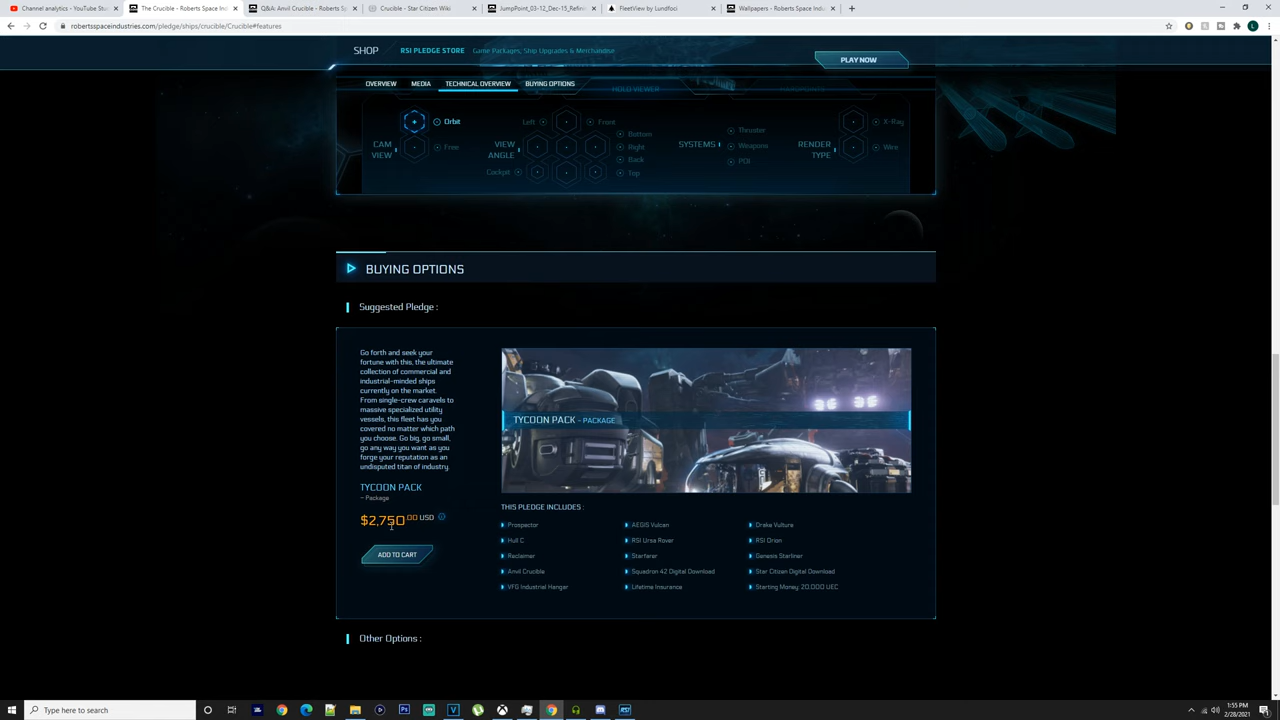 Channel analytics - YouTube Stu
The Crucible - Roberts Space Ind
Q&A: Anvil Crucible - Roberts Sp
Crucible - Star Citizen Wiki
JumpPoint_03-12_Dec-15_Refini
FleetView by Lundfoxi
Wallpapers - Roberts Space Ind
robertsspaceindustries.com/pledge/ships/crucible/Crucible#features
SHOP
RSI PLEDGE STORE
Game Packages, Ship Upgrades & Merchandise
PLAY NOW
OVERVIEW
MEDIA
TECHNICAL OVERVIEW
BUYING OPTIONS
HOLO VIEWER
CAM VIEW
Orbit
Free
VIEW ANGLE
Left
Front
Bottom
Right
Back
Cockpit
Top
SYSTEMS
Thruster
Weapons
POI
RENDER TYPE
X-Ray
Wire
BUYING OPTIONS
Suggested Pledge :
Go forth and seek your
fortune with this, the ultimate
collection of commercial and
industrial-minded ships
currently on the market.
From single-crew caravels to
massive specialized utility
vessels, this fleet has you
covered no matter which path
you choose. Go big, go small,
go any way you want as you
forge your reputation as an
undisputed titan of industry.
TYCOON PACK
- Package
$2,750.00 USD
ADD TO CART
TYCOON PACK - PACKAGE
THIS PLEDGE INCLUDES :
Prospector
AEGIS Vulcan
Drake Vulture
Hull C
RSI Ursa Rover
RSI Orion
Reclaimer
Starfarer
Genesis Starliner
Anvil Crucible
Squadron 42 Digital Download
Star Citizen Digital Download
VFG Industrial Hangar
Lifetime Insurance
Starting Money: 20,000 UEC
Other Options :
Type here to search
1:55 PM
2/28/2021